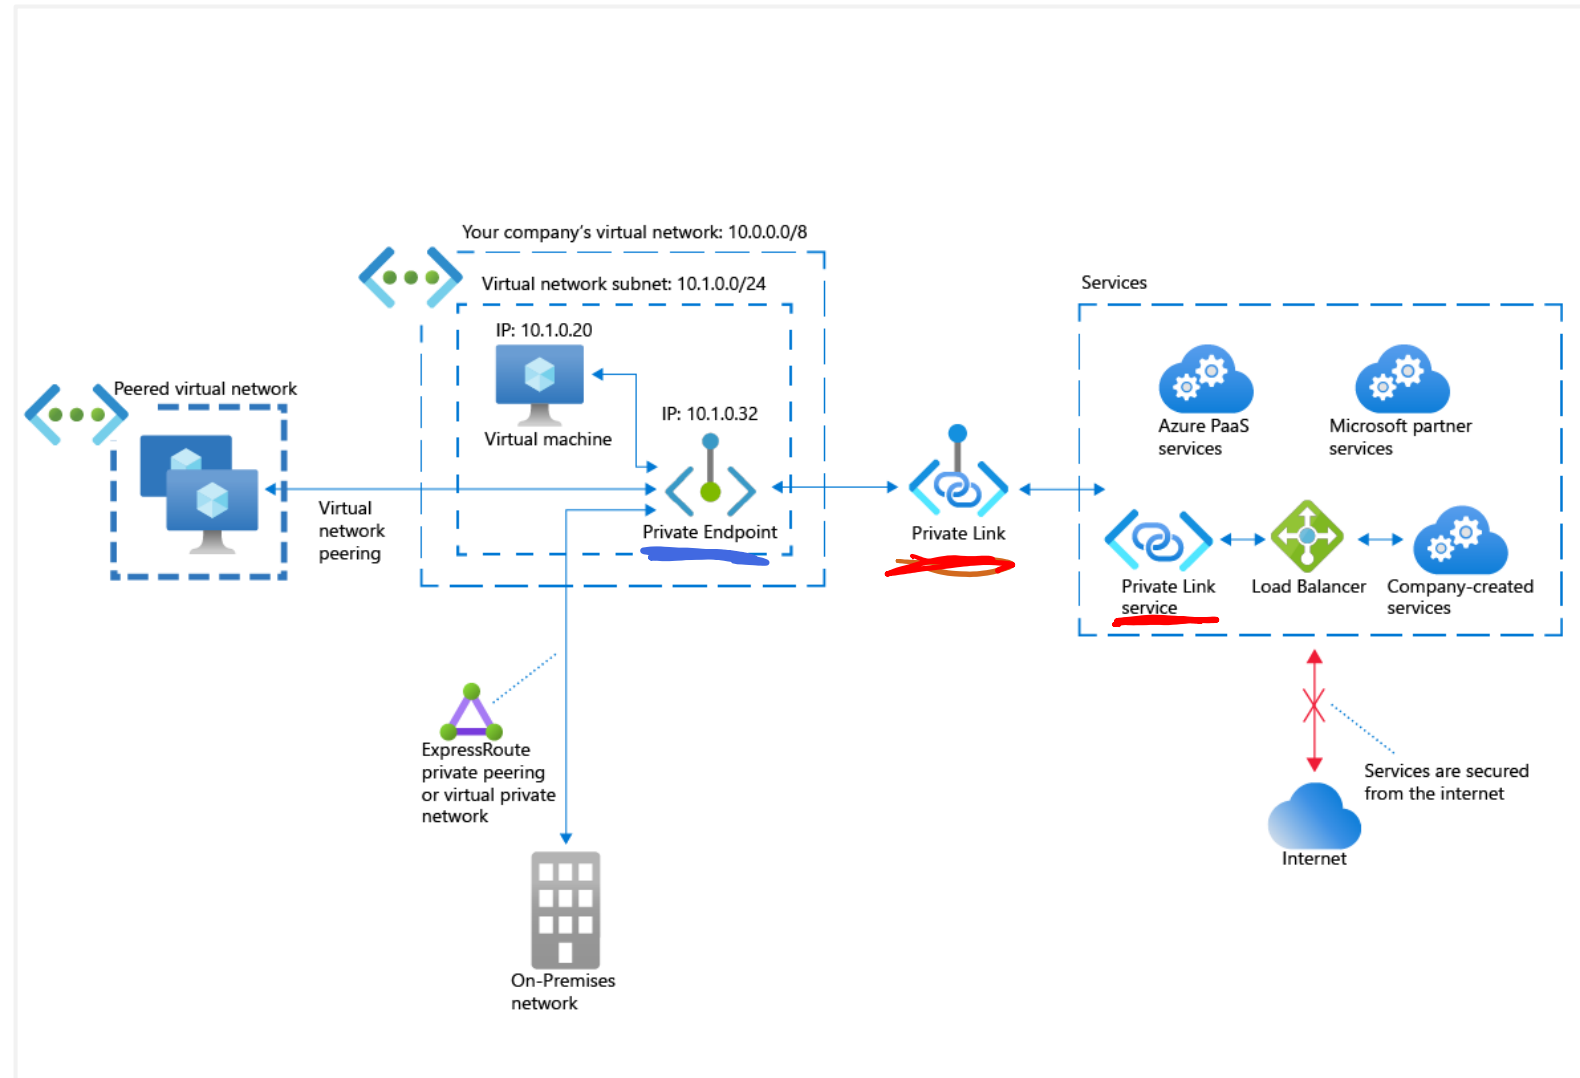 Your company's virtual network: 10.0.0.0/8
Virtual network subnet: 10.1.0.0/24
Services
IP: 10.1.0.20
Peered virtual network
IP: 10.1.0.32
Virtual machine
Azure PaaS
services
Microsoft partner
services
Virtual
network
peering
Private Endpoint
Private Link
Private Link
service
Load Balancer
Company-created
services
ExpressRoute
private peering
or virtual private
network
Services are secured
from the internet
Internet
On-Premises
network